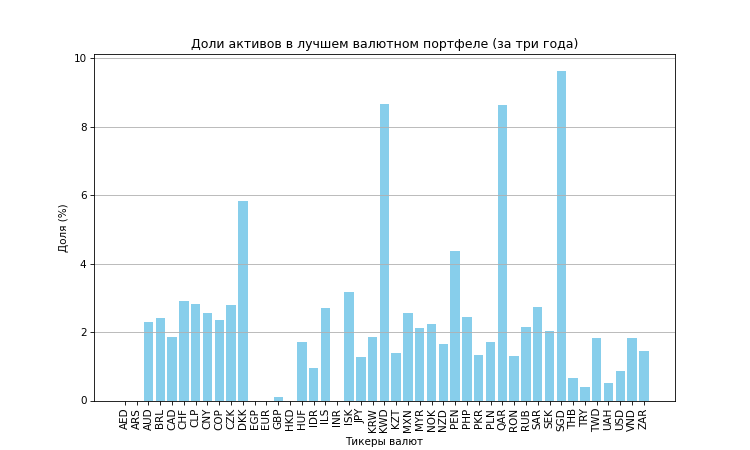 Доли активов в лучшем валютном портфеле (за три года)
Доля (%)
10
8
6
4
2
0
AED
ARS
AUD
BRL
CAD
CHF
CLP
CNY
COP
CZK
DKK
EGP
EUR
GBP
HKD
HUF
IDR
ILS
INR
ISK
JPY
KRW
KWD
KZT
MXN
MYR
NOK
NZD
PEN
PHP
PKR
PLN
QAR
RON
RUB
SAR
SEK
SGD
THB
TRY
TWD
UAH
USD
VND
ZAR
Тикеры валют